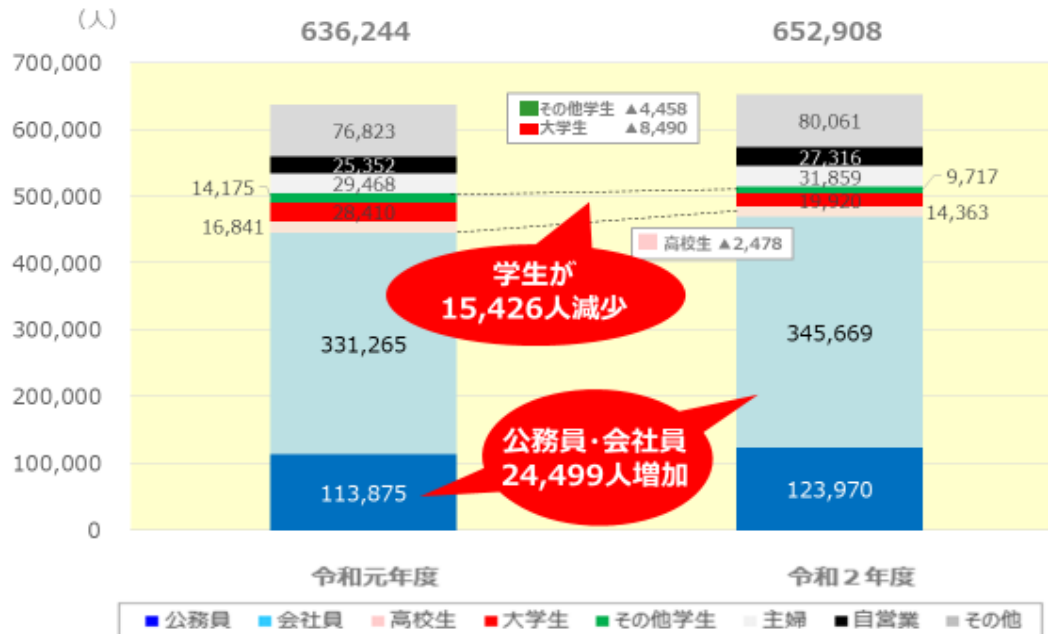 (人)
636,244
652,908
700,000
600,000
500,000
400,000
300,000
200,000
100,000
0
76,823
25,352
29,468
14,175
28,410
16,841
331,265
113,875
その他学生 ▲4,458
大学生 ▲8,490
高校生 ▲2,478
学生が
15,426人減少
公務員・会社員
24,499人増加
80,061
27,316
31,859
9,717
19,920
14,363
345,669
123,970
令和元年度
令和２年度
公務員 会社員 高校生 大学生 その他学生 主婦 自営業 その他